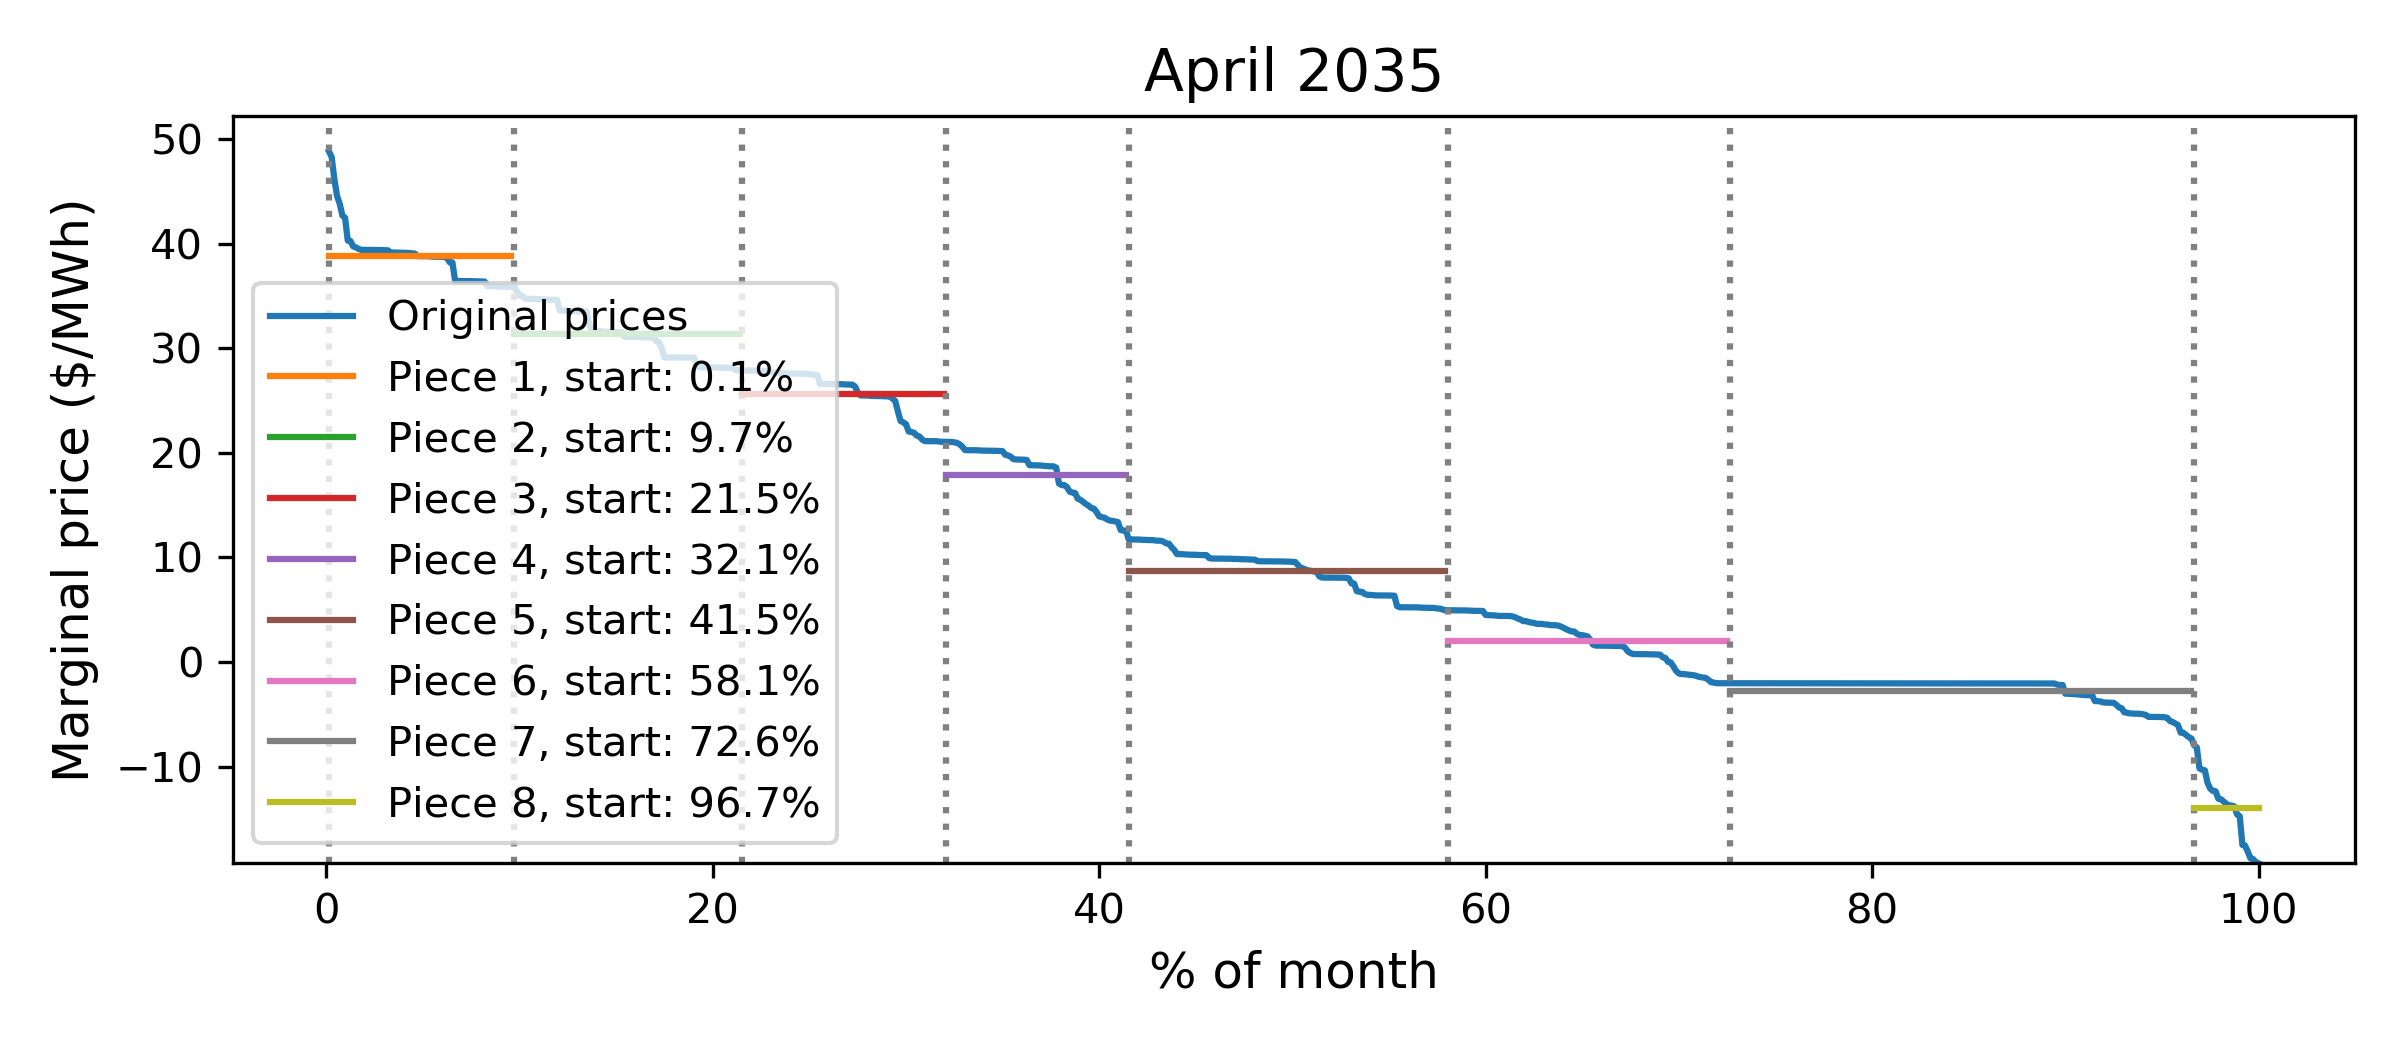 April 2035
Marginal price ($/MWh)
50
40
30
20
10
0
−10
Original prices
Piece 1, start: 0.1%
Piece 2, start: 9.7%
Piece 3, start: 21.5%
Piece 4, start: 32.1%
Piece 5, start: 41.5%
Piece 6, start: 58.1%
Piece 7, start: 72.6%
Piece 8, start: 96.7%
0 20 40 60 80 100
% of month